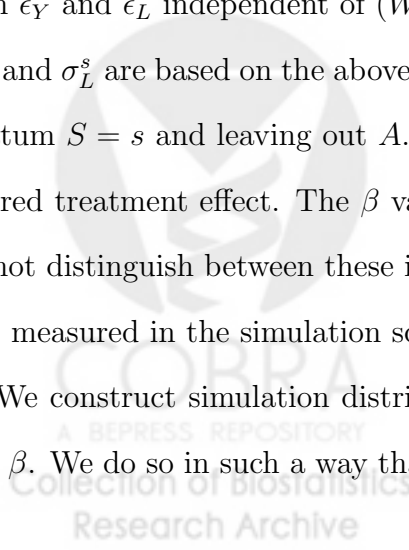 ε_Y and ε_L independent of (W
and σ_L^s are based on the above
tum S = s and leaving out A.
red treatment effect. The β va
not distinguish between these i
measured in the simulation sc
We construct simulation distri
β. We do so in such a way tha
COBRA
A BEPRESS REPOSITORY
Collection of Biostatistics
Research Archive